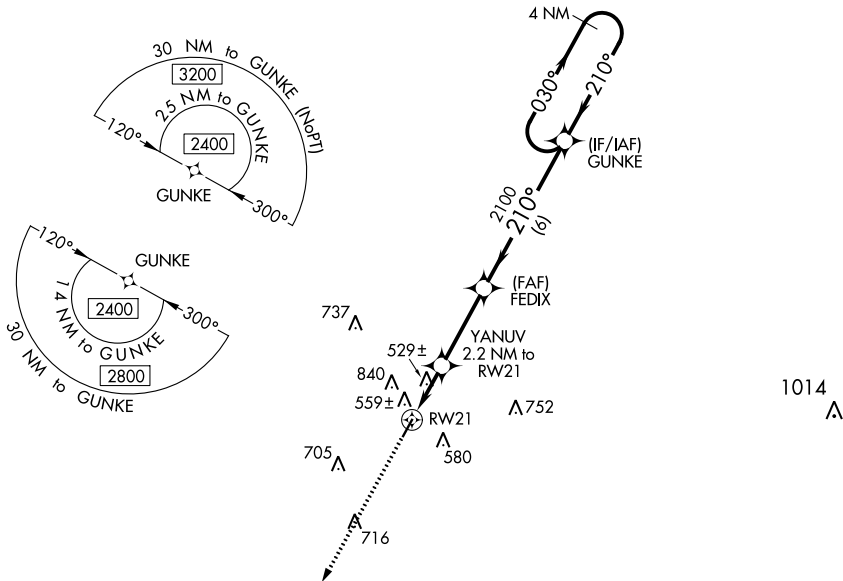 30 NM to GUNKE (NoPT)
3200
25 NM to GUNKE
2400
120°
300°
GUNKE
120°
GUNKE
300°
2400
14 NM to GUNKE
2800
30 NM to GUNKE
4 NM
030°
210°
(IF/IAF)
GUNKE
2100
210°
(6)
(FAF)
FEDIX
737
YANUV
2.2 NM to
RW21
529±
840
559±
RW21
752
1014
705
580
716